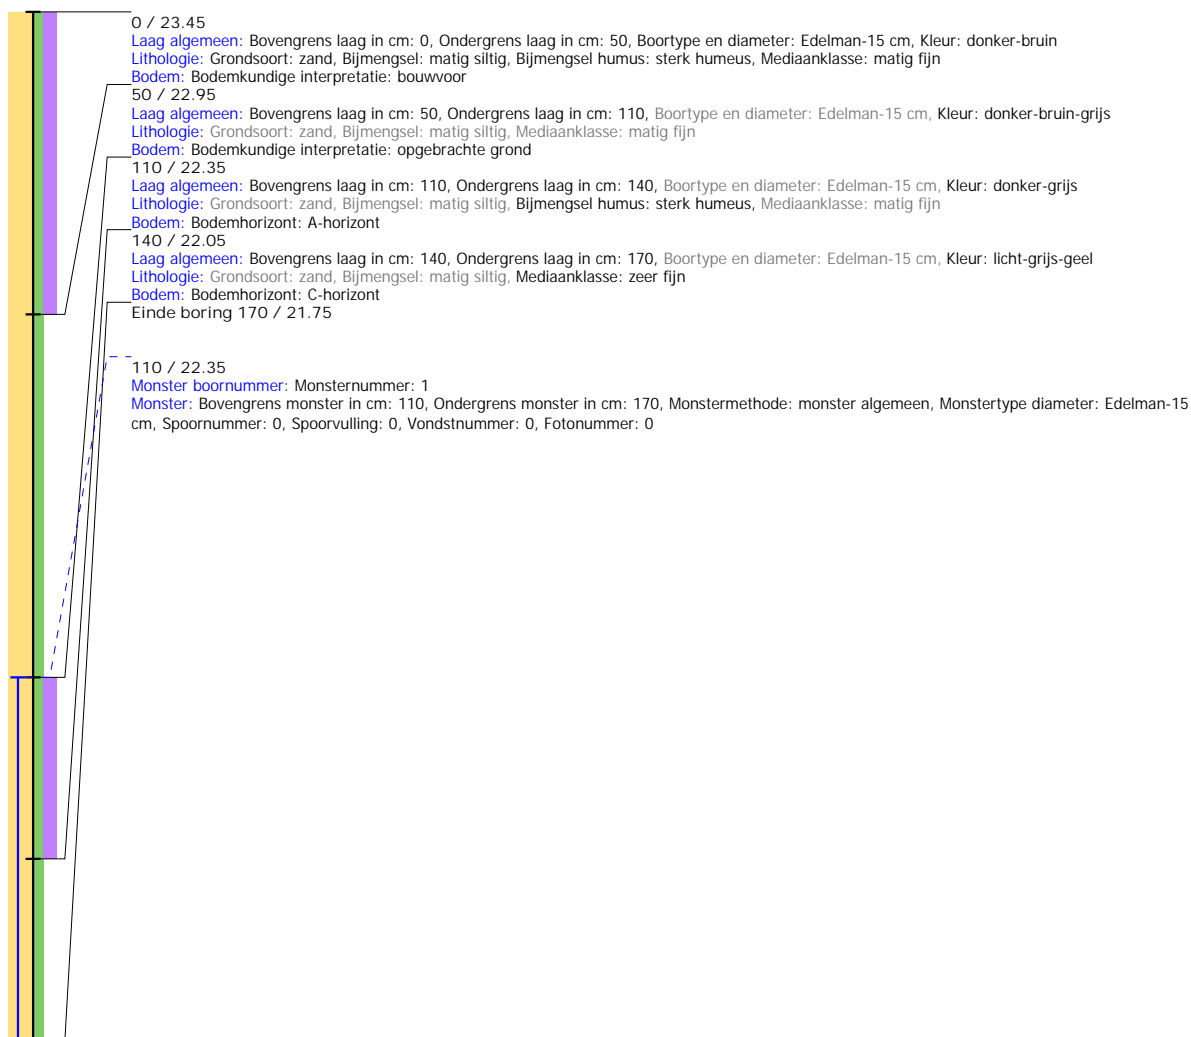 0 / 23.45
Laag algemeen: Bovengrens laag in cm: 0, Ondergrens laag in cm: 50, Boortype en diameter: Edelman-15 cm, Kleur: donker-bruin
Lithologie: Grondsoort: zand, Bijmengsel: matig siltig, Bijmengsel humus: sterk humeus, Mediaanklasse: matig fijn
Bodem: Bodemkundige interpretatie: bouwvoor
50 / 22.95
Laag algemeen: Bovengrens laag in cm: 50, Ondergrens laag in cm: 110, Boortype en diameter: Edelman-15 cm, Kleur: donker-bruin-grijs
Lithologie: Grondsoort: zand, Bijmengsel: matig siltig, Mediaanklasse: matig fijn
Bodem: Bodemkundige interpretatie: opgebrachte grond
110 / 22.35
Laag algemeen: Bovengrens laag in cm: 110, Ondergrens laag in cm: 140, Boortype en diameter: Edelman-15 cm, Kleur: donker-grijs
Lithologie: Grondsoort: zand, Bijmengsel: matig siltig, Bijmengsel humus: sterk humeus, Mediaanklasse: matig fijn
Bodem: Bodemhorizont: A-horizont
140 / 22.05
Laag algemeen: Bovengrens laag in cm: 140, Ondergrens laag in cm: 170, Boortype en diameter: Edelman-15 cm, Kleur: licht-grijs-geel
Lithologie: Grondsoort: zand, Bijmengsel: matig siltig, Mediaanklasse: zeer fijn
Bodem: Bodemhorizont: C-horizont
Einde boring 170 / 21.75
110 / 22.35
Monster boornummer: Monsternummer: 1
Monster: Bovengrens monster in cm: 110, Ondergrens monster in cm: 170, Monstermethode: monster algemeen, Monstertype diameter: Edelman-15
cm, Spoornummer: 0, Spoorvulling: 0, Vondstnummer: 0, Fotonummer: 0